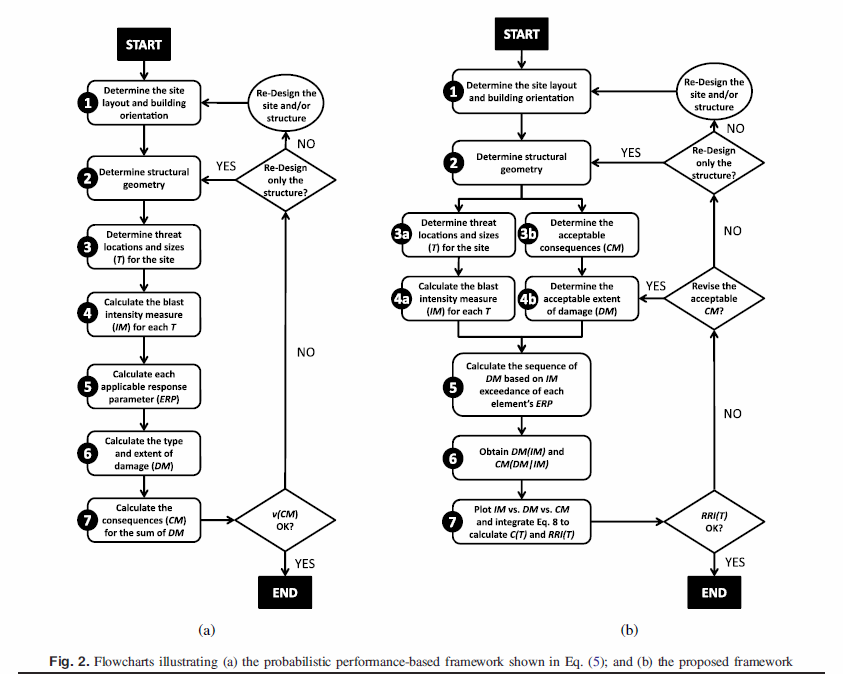 START
1
Determine the site
layout and building
orientation
Re-Design the
site and/or
structure
NO
YES
2
Determine structural
geometry
Re-Design
only the
structure?
3
Determine threat
locations and sizes
(T) for the site
4
Calculate the blast
intensity measure
(IM) for each T
NO
5
Calculate each
applicable response
parameter (ERP)
6
Calculate the type
and extent of
damage (DM)
7
Calculate the
consequences (CM)
for the sum of DM
v(CM)
OK?
YES
END
(a)
START
1
Determine the site layout
and building orientation
Re-Design the
site and/or
structure
NO
YES
2
Determine structural
geometry
Re-Design
only the
structure?
3a
Determine threat
locations and sizes
(T) for the site
3b
Determine the
acceptable
consequences (CM)
NO
4a
Calculate the blast
intensity measure
(IM) for each T
4b
Determine the
acceptable extent
of damage (DM)
YES
Revise the
acceptable
CM?
5
Calculate the sequence of
DM based on IM
exceedance of each
element's ERP
NO
6
Obtain DM(IM) and
CM(DM|IM)
7
Plot IM vs. DM vs. CM
and integrate Eq. 8 to
calculate C(T) and RRI(T)
RRI(T)
OK?
YES
END
(b)
Fig. 2. Flowcharts illustrating (a) the probabilistic performance-based framework shown in Eq. (5); and (b) the proposed framework